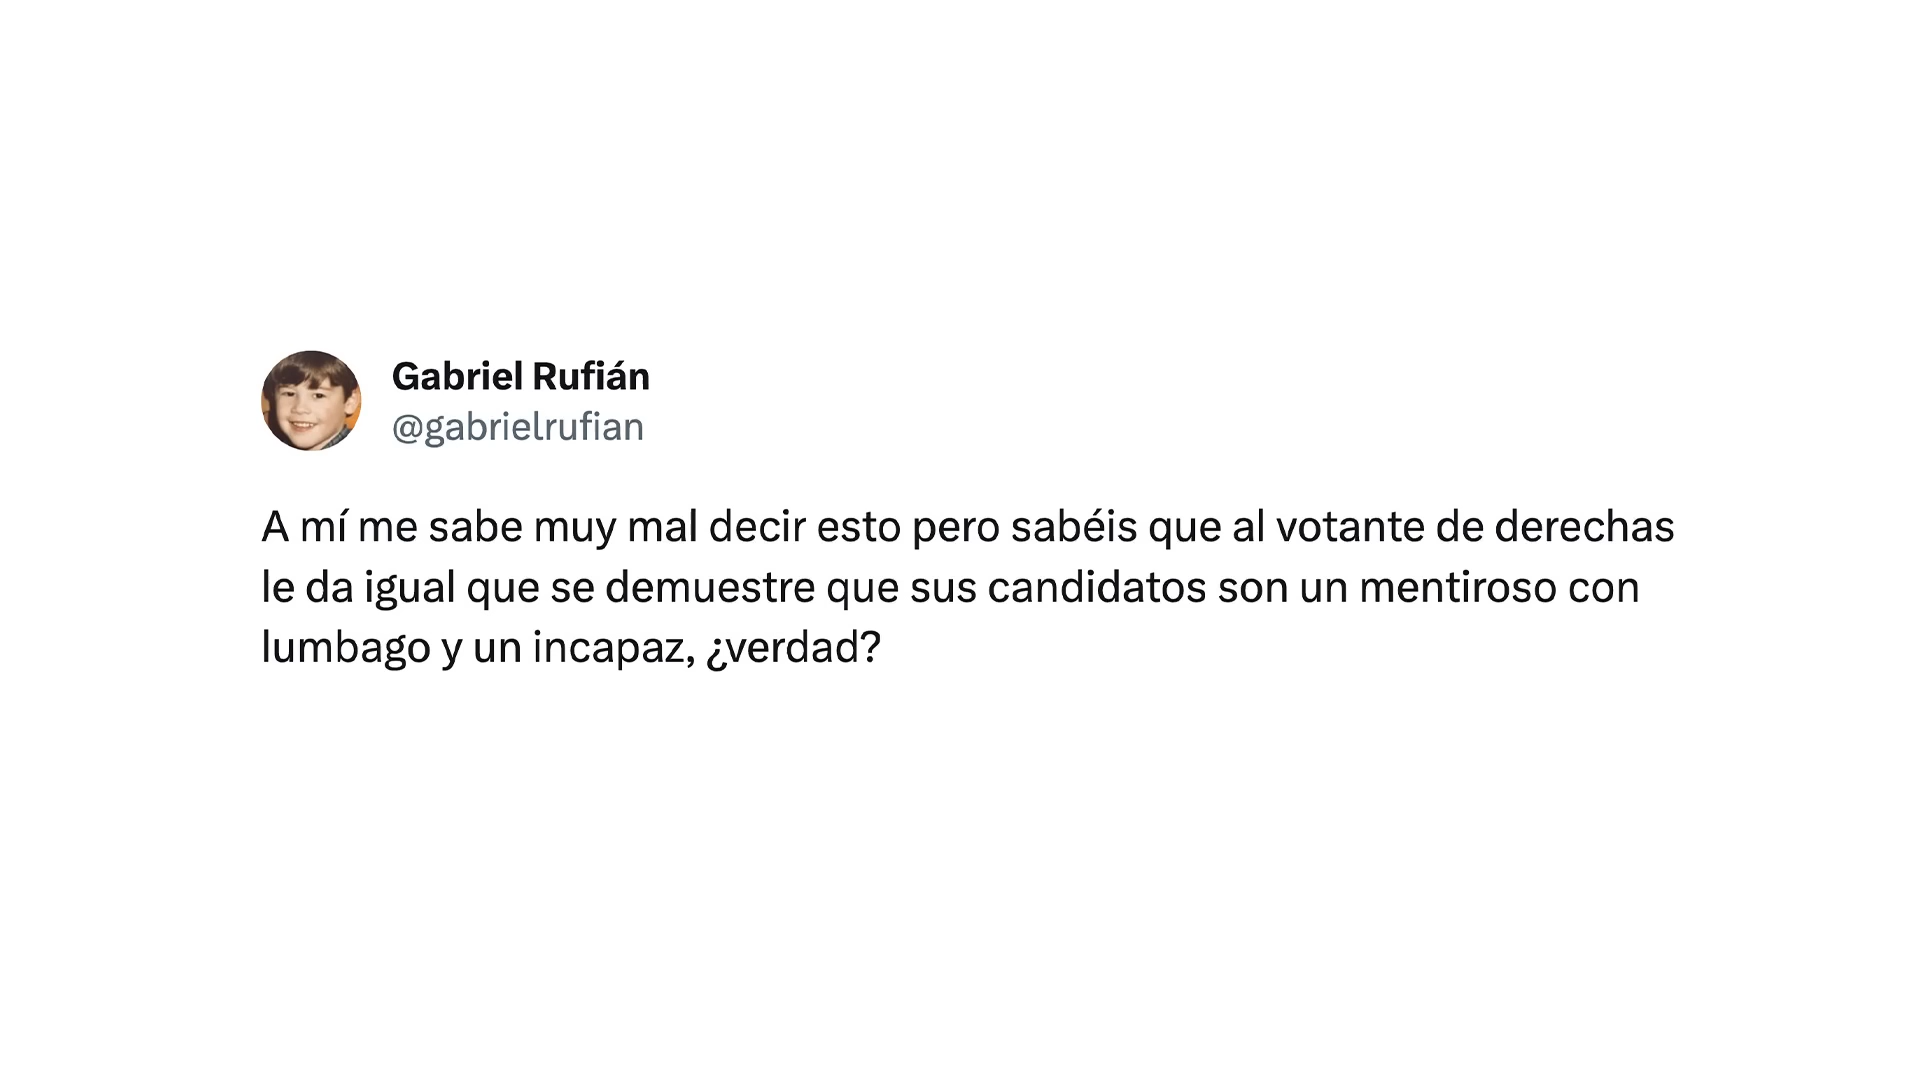 Gabriel Rufián
@gabrielrufian
A mí me sabe muy mal decir esto pero sabéis que al votante de derechas
le da igual que se demuestre que sus candidatos son un mentiroso con
lumbago y un incapaz, ¿verdad?